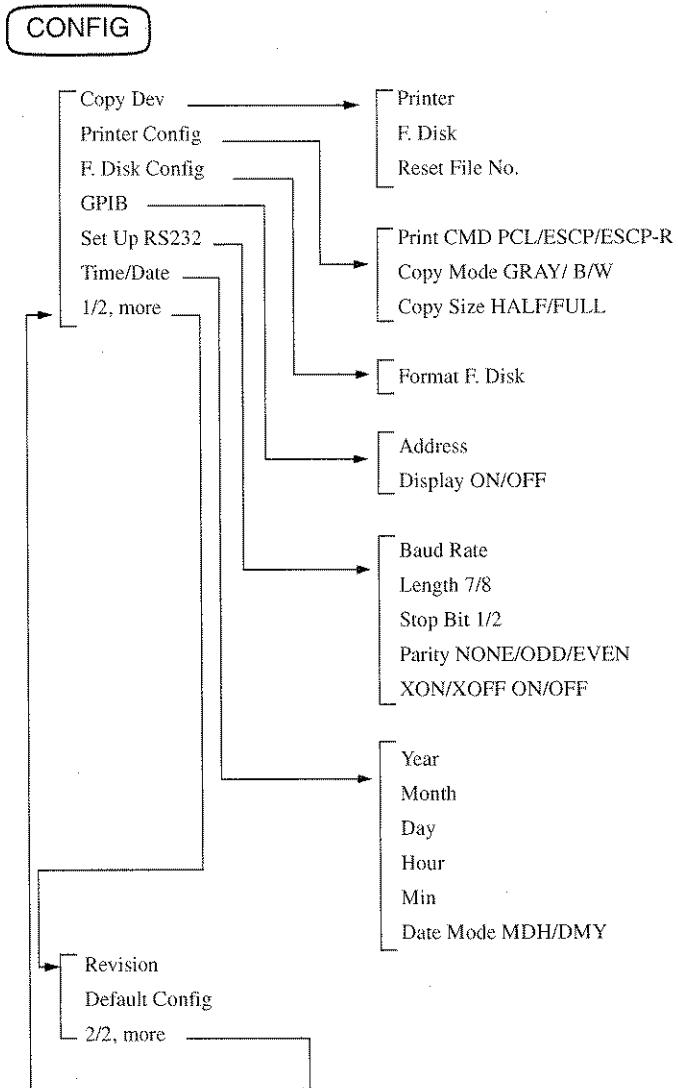 CONFIG
Copy Dev
Printer Config
F. Disk Config
GPIB
Set Up RS232
Time/Date
1/2, more
Printer
F. Disk
Reset File No.
Print CMD PCL/ESCP/ESCP-R
Copy Mode GRAY/ B/W
Copy Size HALF/FULL
Format F. Disk
Address
Display ON/OFF
Baud Rate
Length 7/8
Stop Bit 1/2
Parity NONE/ODD/EVEN
XON/XOFF ON/OFF
Year
Month
Day
Hour
Min
Date Mode MDH/DMY
Revision
Default Config
2/2, more